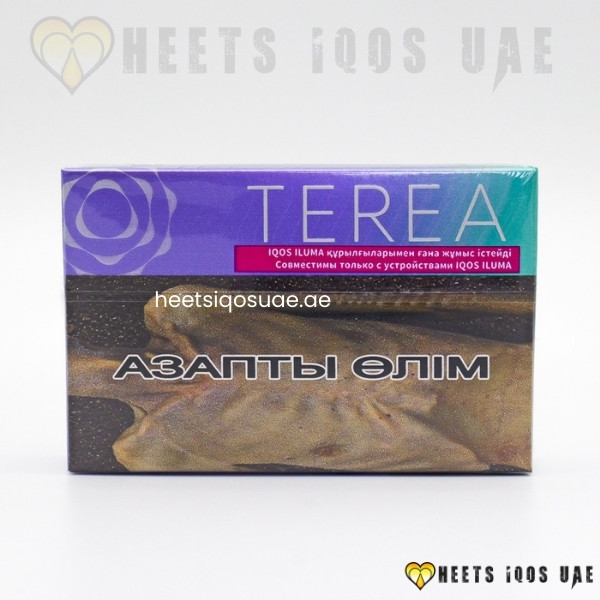 HEETS iQOS UAE
TEREA
IQOS ILUMA құрылғыларымен ғана жұмыс істейді
Совместимы только с устройствами IQOS ILUMA
heetsiqosuae.ae
АЗАПТЫ ӨЛІМ
HEETS iQOS UAE